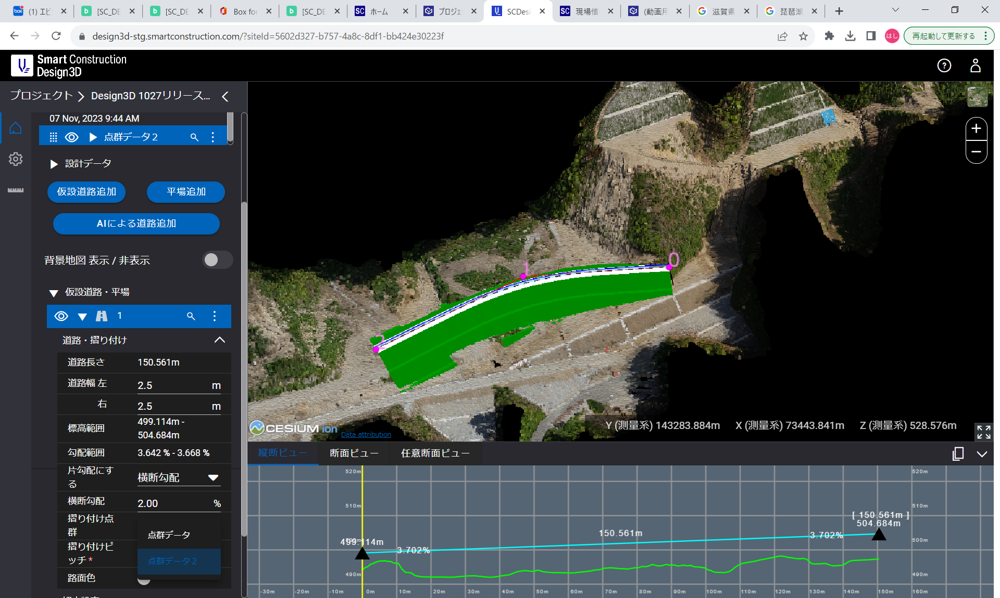 (1) エビ
[SC_DE
[SC_DE
Box for
[SC_DE
SC ホーム
プロジェ
SCDesi
SC 現場情
(動画用
滋賀県
琵琶湖
design3d-stg.smartconstruction.com/?siteId=5602d327-b757-4a8c-8df1-bb424e30223f
はし
再起動して更新する
Smart Construction
Design3D
プロジェクト
Design3D 1027リリース...
07 Nov, 2023 9:44 AM
点群データ2
設計データ
仮設道路追加
平場追加
AIによる道路追加
背景地図 表示 / 非表示
仮設道路・平場
1
道路・摺り付け
道路長さ 150.561m
道路幅 左 2.5 m
右 2.5 m
標高範囲 499.114m -
504.684m
勾配範囲 3.642 % - 3.668 %
片勾配にす
る
横断勾配
横断勾配 2.00 %
摺り付け点
群
点群データ
摺り付けピ
ッチ*
点群データ2
路面色
0
1
2
CESIUM ion
Data attribution
Y (測量系) 143283.884m X (測量系) 73443.841m Z (測量系) 528.576m
縦断ビュー 断面ビュー 任意断面ビュー
520m 520m
510m 510m
[ 150.561m ]
504.684m
150.561m
499.114m
3.702% 3.702%
500m 500m
490m 490m
-30m -20m -10m 0m 10m 20m 30m 40m 50m 60m 70m 80m 90m 100m 110m 120m 130m 140m 150m 160m